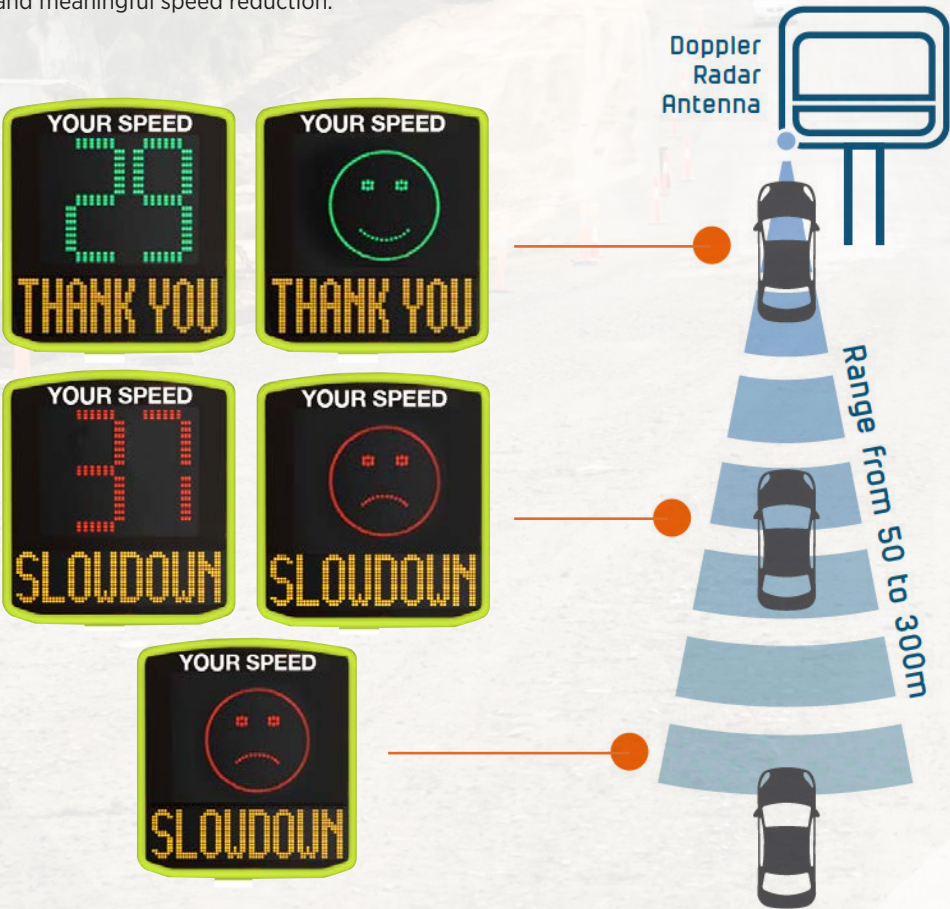 and meaningful speed reduction.
Doppler
Radar
Antenna
YOUR SPEED
29
THANK YOU
YOUR SPEED
THANK YOU
YOUR SPEED
37
SLOWDOWN
YOUR SPEED
SLOWDOWN
YOUR SPEED
SLOWDOWN
Range from 50 to 300m